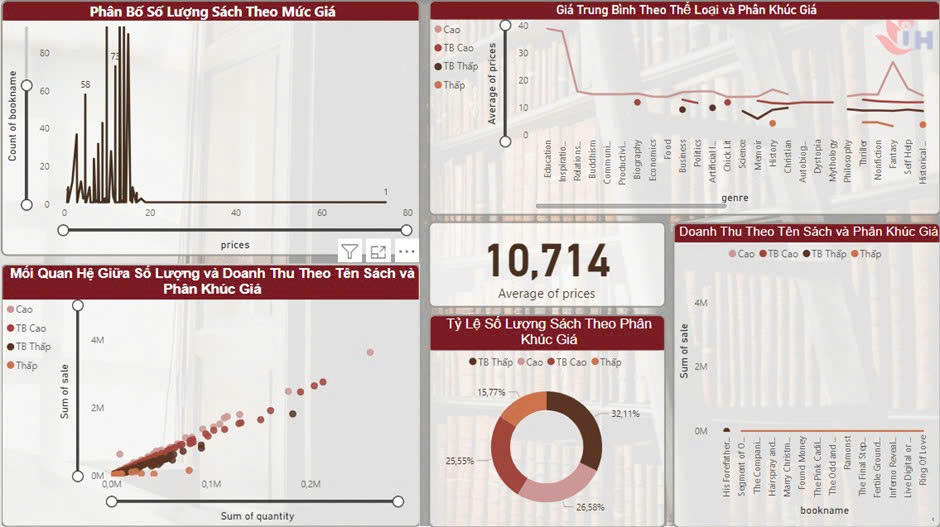 Phân Bố Số Lượng Sách Theo Mức Giá
Count of bookname
80
60
40
20
0
58
73
1
0
20
40
60
80
prices
Giá Trung Bình Theo Thể Loại và Phân Khúc Giá
Cao
TB Cao
TB Thấp
Thấp
Average of prices
40
30
20
10
0
Education
Inspiratio...
Relations...
Buddhism
Communi...
Productivi...
Biography
Economics
Food
Business
Politics
Artificial I...
Chick Lit
Science
Memoir
History
Christian
Autobiog...
Dystopia
Mythology
Philosophy
Thriller
Nonfiction
Fantasy
Self Help
Historical ...
genre
IH
Mối Quan Hệ Giữa Số Lượng và Doanh Thu Theo Tên Sách và
Phân Khúc Giá
Cao
TB Cao
TB Thấp
Thấp
Sum of sale
4M
2M
0M
0,0M
0,1M
0,2M
Sum of quantity
10,714
Average of prices
Tỷ Lệ Số Lượng Sách Theo Phân
Khúc Giá
TB Thấp Cao TB Cao Thấp
15,77%
32,11%
25,55%
26,58%
Doanh Thu Theo Tên Sách và Phân Khúc Giá
Cao TB Cao TB Thấp Thấp
Sum of sale
4M
2M
0M
His Forefather...
Segment of O...
The Compani...
Hairspray and...
Marry Christm...
Found Money
The Pink Cadil...
The Odd and ...
Ramonst
The Final Step...
Fertile Ground...
Inferno Reveal...
Live Digital or ...
Ring Of Love
bookname